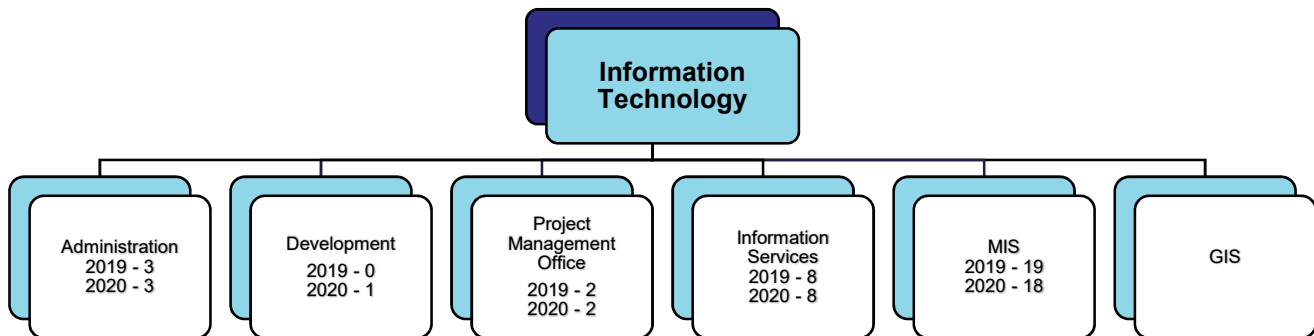 Information
Technology
Administration
2019 - 3
2020 - 3
Development
2019 - 0
2020 - 1
Project
Management
Office
2019 - 2
2020 - 2
Information
Services
2019 - 8
2020 - 8
MIS
2019 - 19
2020 - 18
GIS